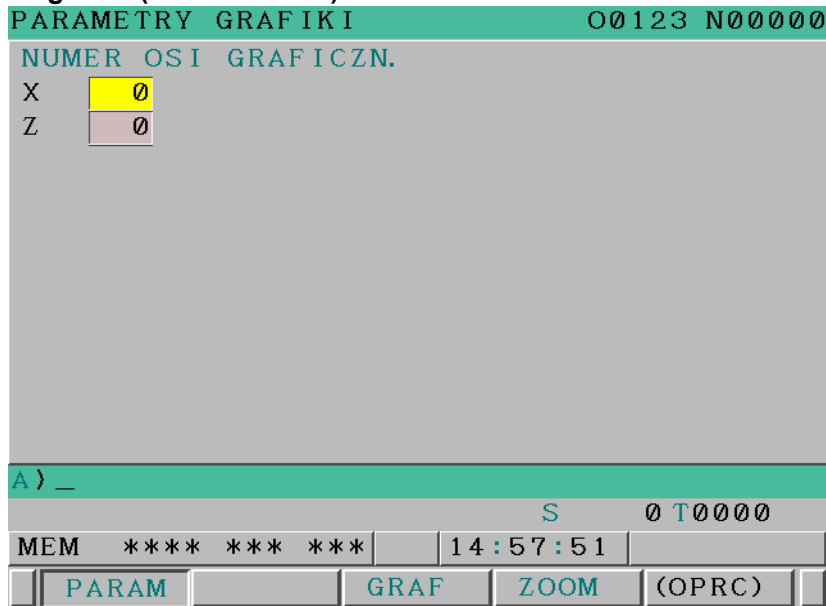 PARAMETRY GRAFIKI O0123 N00000
NUMER OSI GRAFICZN.
X 0
Z 0
A)_
S 0 T0000
MEM **** *** *** 14:57:51
PARAM GRAF ZOOM (OPRC)